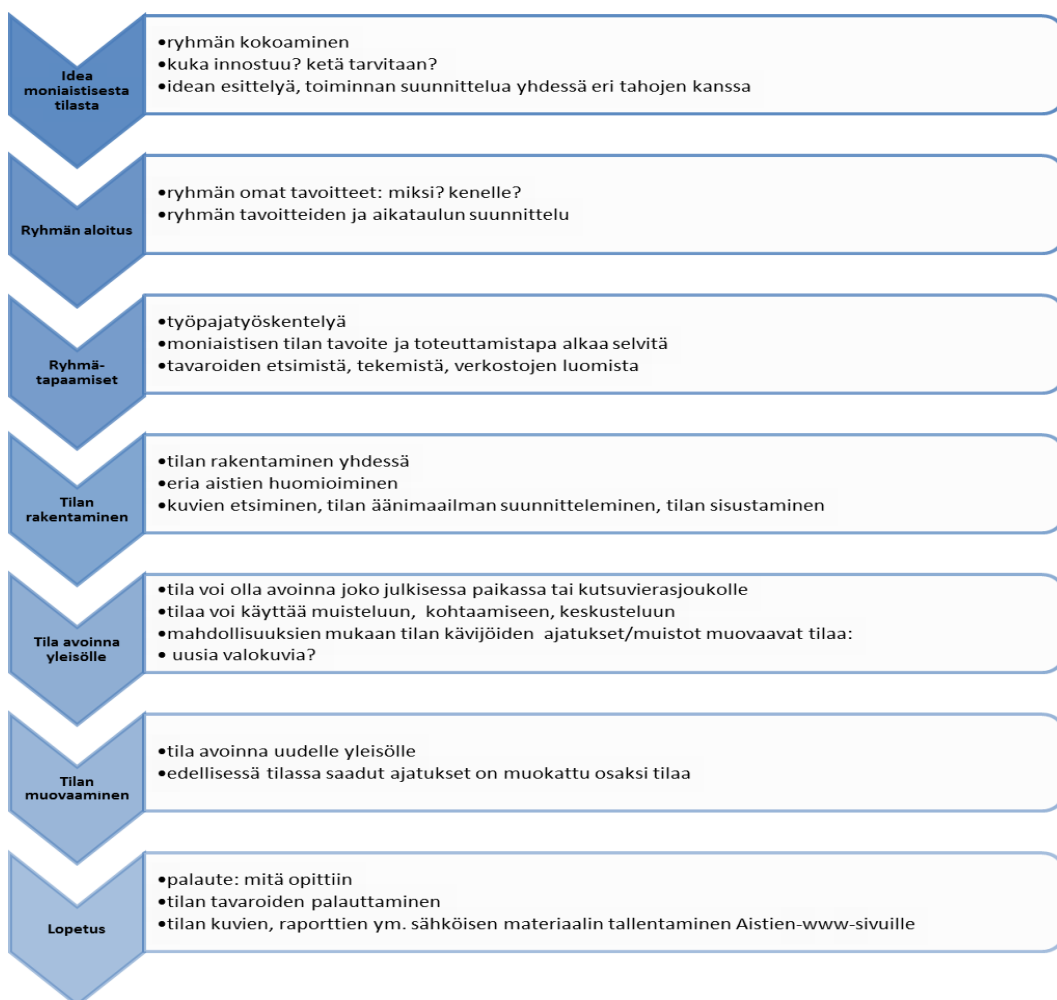 Idea
moniaistisesta
tilasta
•ryhmän kokoaminen
•kuka innostuu? ketä tarvitaan?
•idean esittelyä, toiminnan suunnittelua yhdessä eri tahojen kanssa
Ryhmän aloitus
•ryhmän omat tavoitteet: miksi? kenelle?
•ryhmän tavoitteiden ja aikataulun suunnittelu
Ryhmä-
tapaamiset
•työpajatyöskentelyä
•moniaistisen tilan tavoite ja toteuttamistapa alkaa selvitä
•tavaroiden etsimistä, tekemistä, verkostojen luomista
Tilan
rakentaminen
•tilan rakentaminen yhdessä
•eria aistien huomioiminen
•kuvien etsiminen, tilan äänimaailman suunnitteleminen, tilan sisustaminen
Tila avoinna
yleisölle
•tila voi olla avoinna joko julkisessa paikassa tai kutsuvierasjoukolle
•tilaa voi käyttää muisteluun, kohtaamiseen, keskusteluun
•mahdollisuuksien mukaan tilan kävijöiden ajatukset/muistot muovaavat tilaa:
• uusia valokuvia?
Tilan
muovaaminen
•tila avoinna uudelle yleisölle
•edellisessä tilassa saadut ajatukset on muokattu osaksi tilaa
Lopetus
•palaute: mitä opittiin
•tilan tavaroiden palauttaminen
•tilan kuvien, raporttien ym. sähköisen materiaalin tallentaminen Aistien-www-sivuille